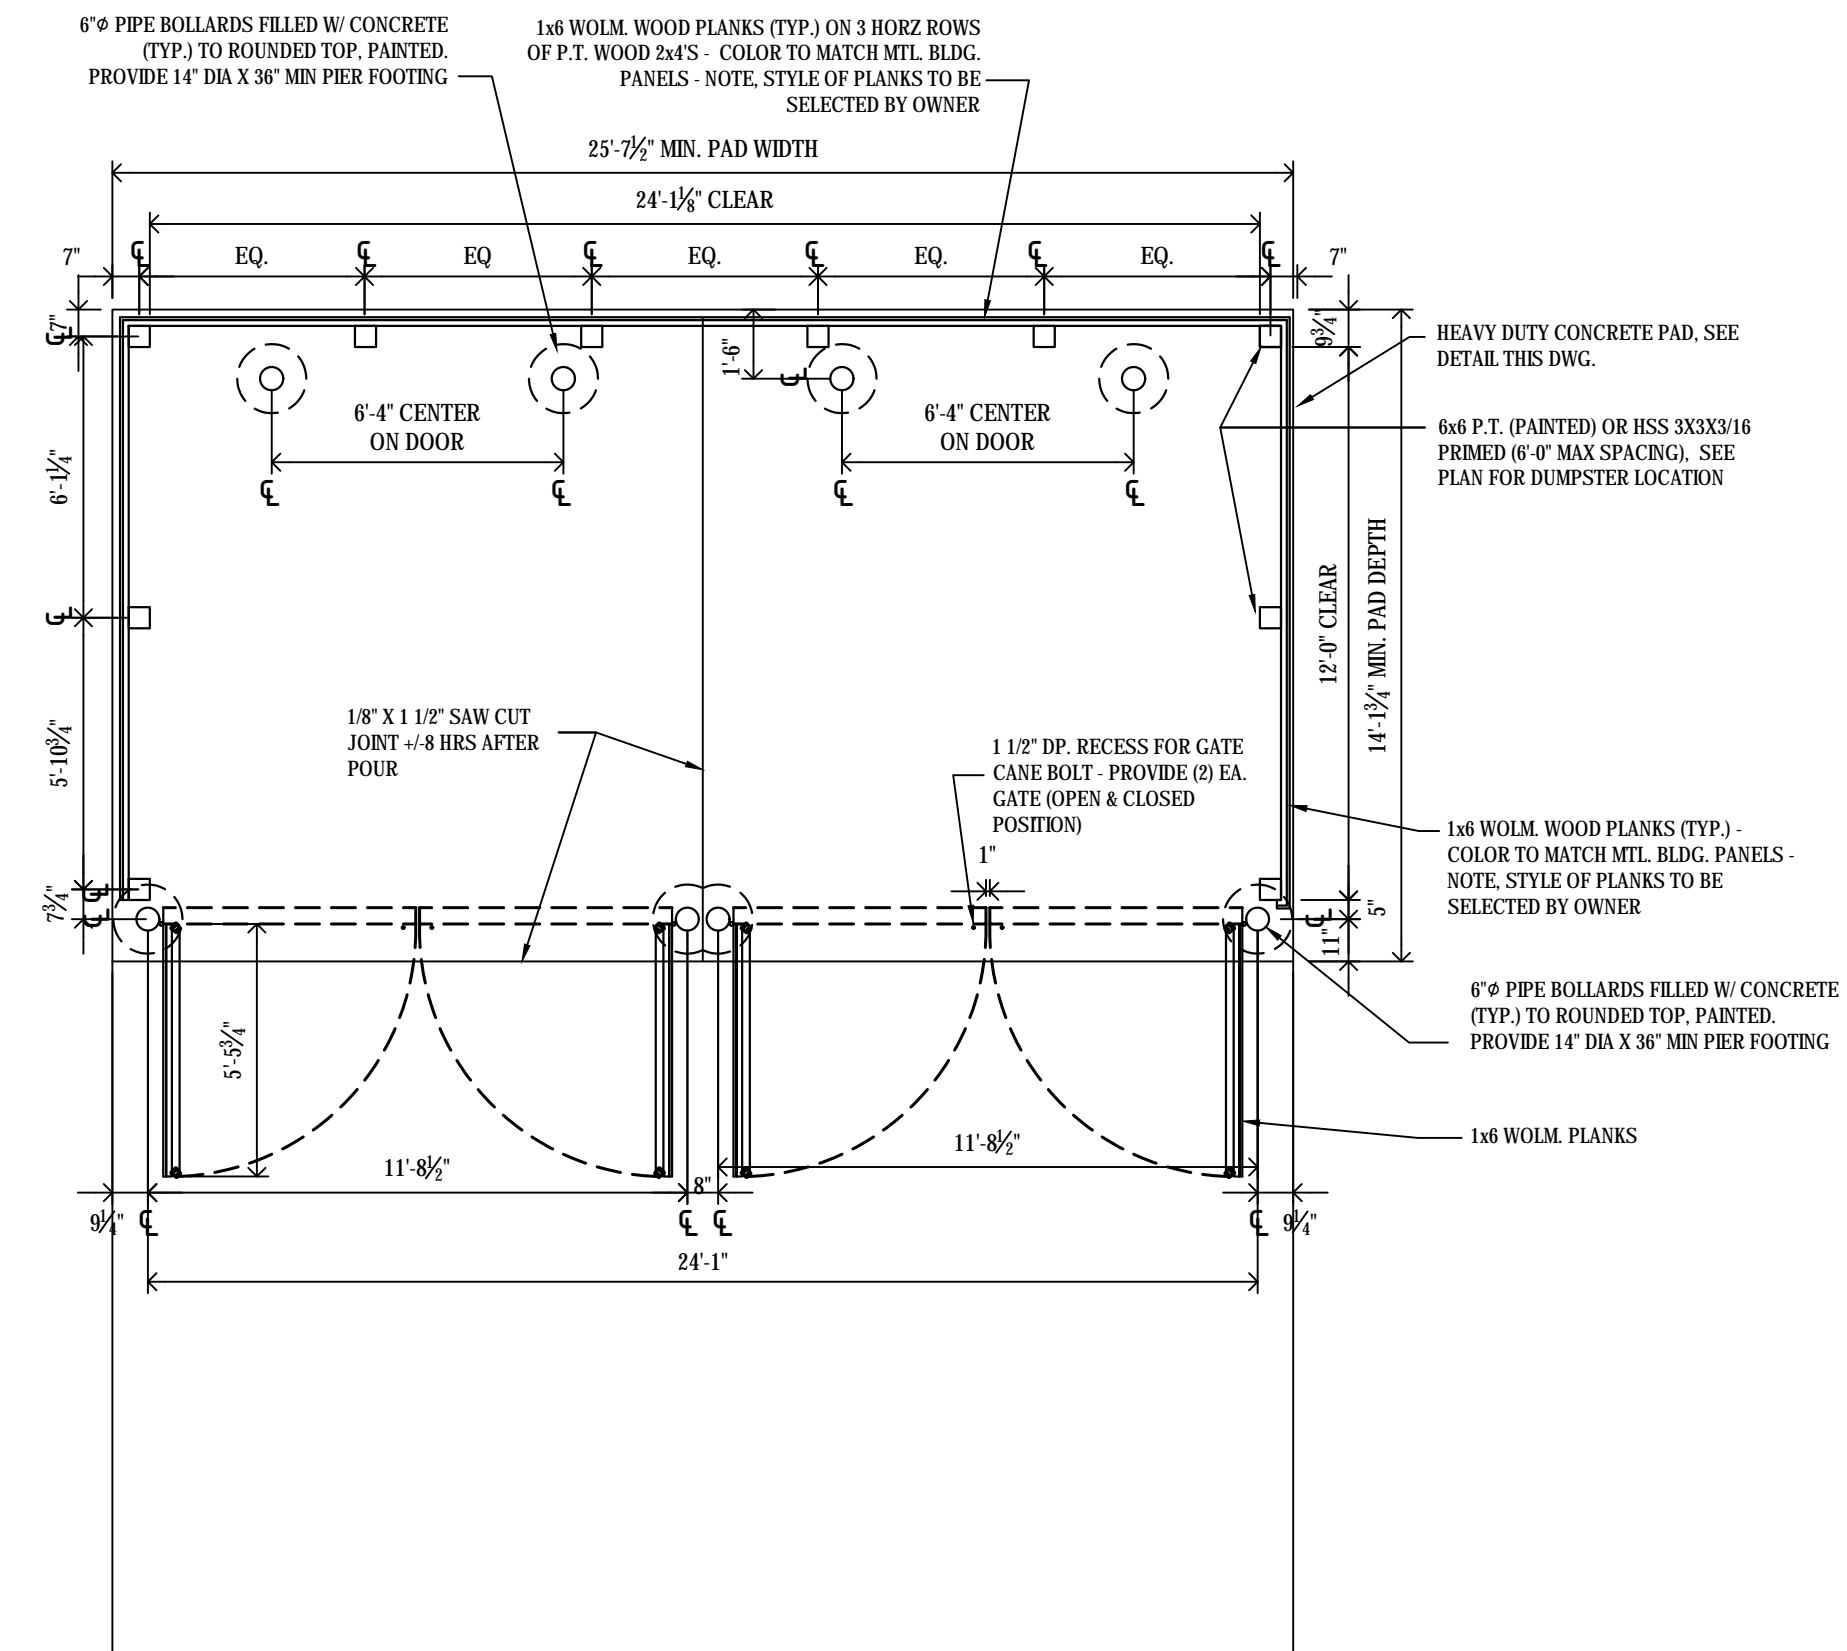 6"⌀ PIPE BOLLARDS FILLED W/ CONCRETE
(TYP.) TO ROUNDED TOP, PAINTED.
PROVIDE 14" DIA X 36" MIN PIER FOOTING
1x6 WOLM. WOOD PLANKS (TYP.) ON 3 HORZ ROWS
OF P.T. WOOD 2x4'S - COLOR TO MATCH MTL. BLDG.
PANELS - NOTE, STYLE OF PLANKS TO BE
SELECTED BY OWNER
25'-7½" MIN. PAD WIDTH
24'-1⅛" CLEAR
7"
℄
EQ.
℄
EQ
℄
EQ.
℄
EQ.
℄
EQ.
℄
7"
7"
℄
1'-6"
℄
9¾"
HEAVY DUTY CONCRETE PAD, SEE
DETAIL THIS DWG.
6'-4" CENTER
ON DOOR
℄
℄
6'-4" CENTER
ON DOOR
℄
℄
6x6 P.T. (PAINTED) OR HSS 3X3X3/16
PRIMED (6'-0" MAX SPACING), SEE
PLAN FOR DUMPSTER LOCATION
6'-1¼"
℄
12'-0" CLEAR
14'-1¾" MIN. PAD DEPTH
5'-10¾"
1/8" X 1 1/2" SAW CUT
JOINT +/-8 HRS AFTER
POUR
1 1/2" DP. RECESS FOR GATE
CANE BOLT - PROVIDE (2) EA.
GATE (OPEN & CLOSED
POSITION)
1"
1x6 WOLM. WOOD PLANKS (TYP.) -
COLOR TO MATCH MTL. BLDG. PANELS -
NOTE, STYLE OF PLANKS TO BE
SELECTED BY OWNER
7¾"
℄
℄
5"
℄
11"
6"⌀ PIPE BOLLARDS FILLED W/ CONCRETE
(TYP.) TO ROUNDED TOP, PAINTED.
PROVIDE 14" DIA X 36" MIN PIER FOOTING
5'-5¾"
1x6 WOLM. PLANKS
11'-8½"
11'-8½"
8"
9¼"
℄
℄
℄
℄
9¼"
24'-1"